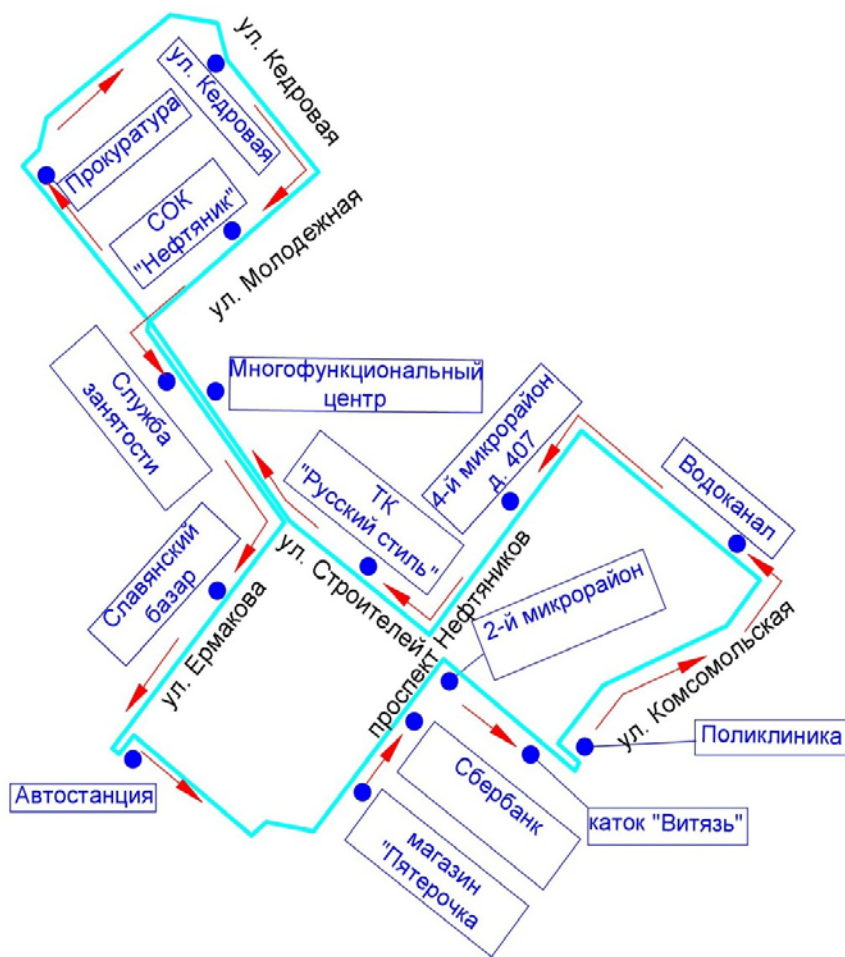 ул. Кедровая
ул. Кедровая
Прокуратура
СОК
"Нефтяник"
ул. Молодежная
Многофункциональный
центр
Служба
занятости
4-й микрорайон
д. 407
Водоканал
ТК
"Русский стиль"
ул. Строителей
проспект Нефтяников
2-й микрорайон
Славянский
базар
ул. Ермакова
ул. Комсомольская
Поликлиника
Автостанция
Сбербанк
каток "Витязь"
магазин
"Пятерочка